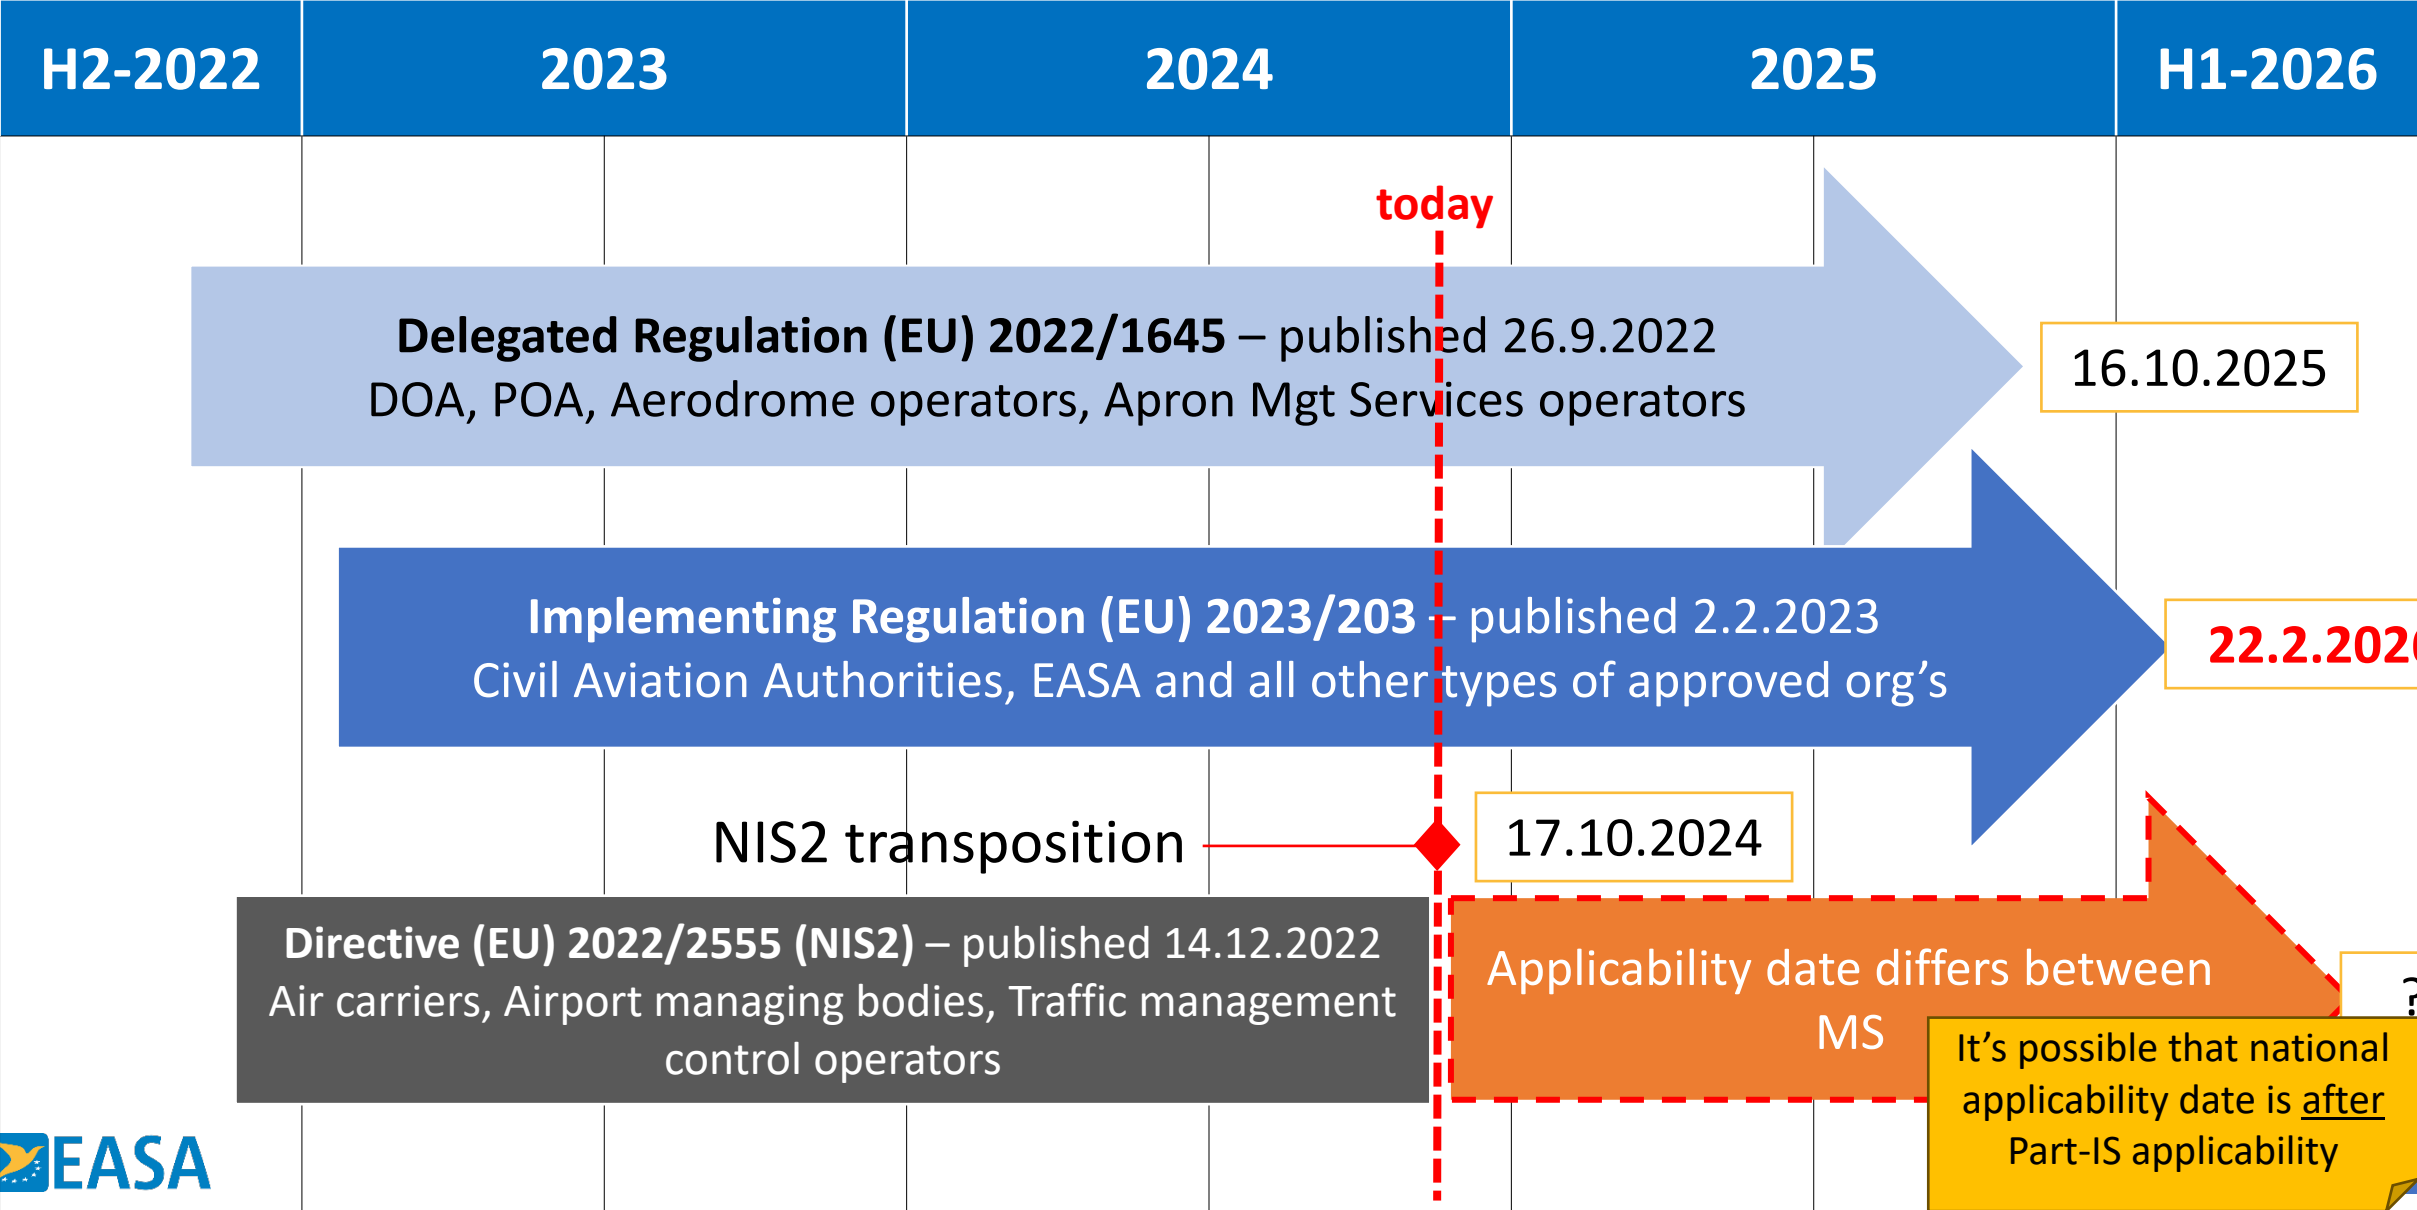 H2-2022 2023 2024 2025 H1-2026
today
Delegated Regulation (EU) 2022/1645 – published 26.9.2022
DOA, POA, Aerodrome operators, Apron Mgt Services operators
16.10.2025
Implementing Regulation (EU) 2023/203 – published 2.2.2023
Civil Aviation Authorities, EASA and all other types of approved org’s
22.2.2026
NIS2 transposition
17.10.2024
Directive (EU) 2022/2555 (NIS2) – published 14.12.2022
Air carriers, Airport managing bodies, Traffic management
control operators
Applicability date differs between
MS
?
It’s possible that national
applicability date is after
Part-IS applicability
EASA